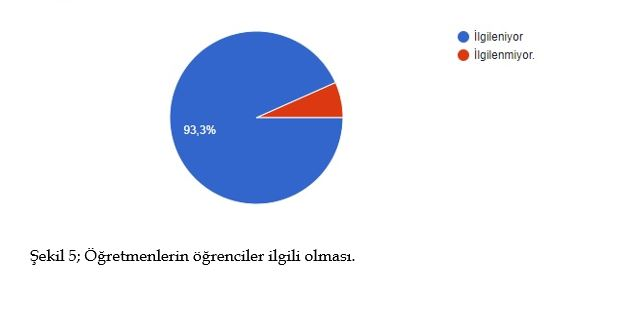 İlgileniyor
İlgilenmiyor.
93,3%
Şekil 5; Öğretmenlerin öğrenciler ilgili olması.